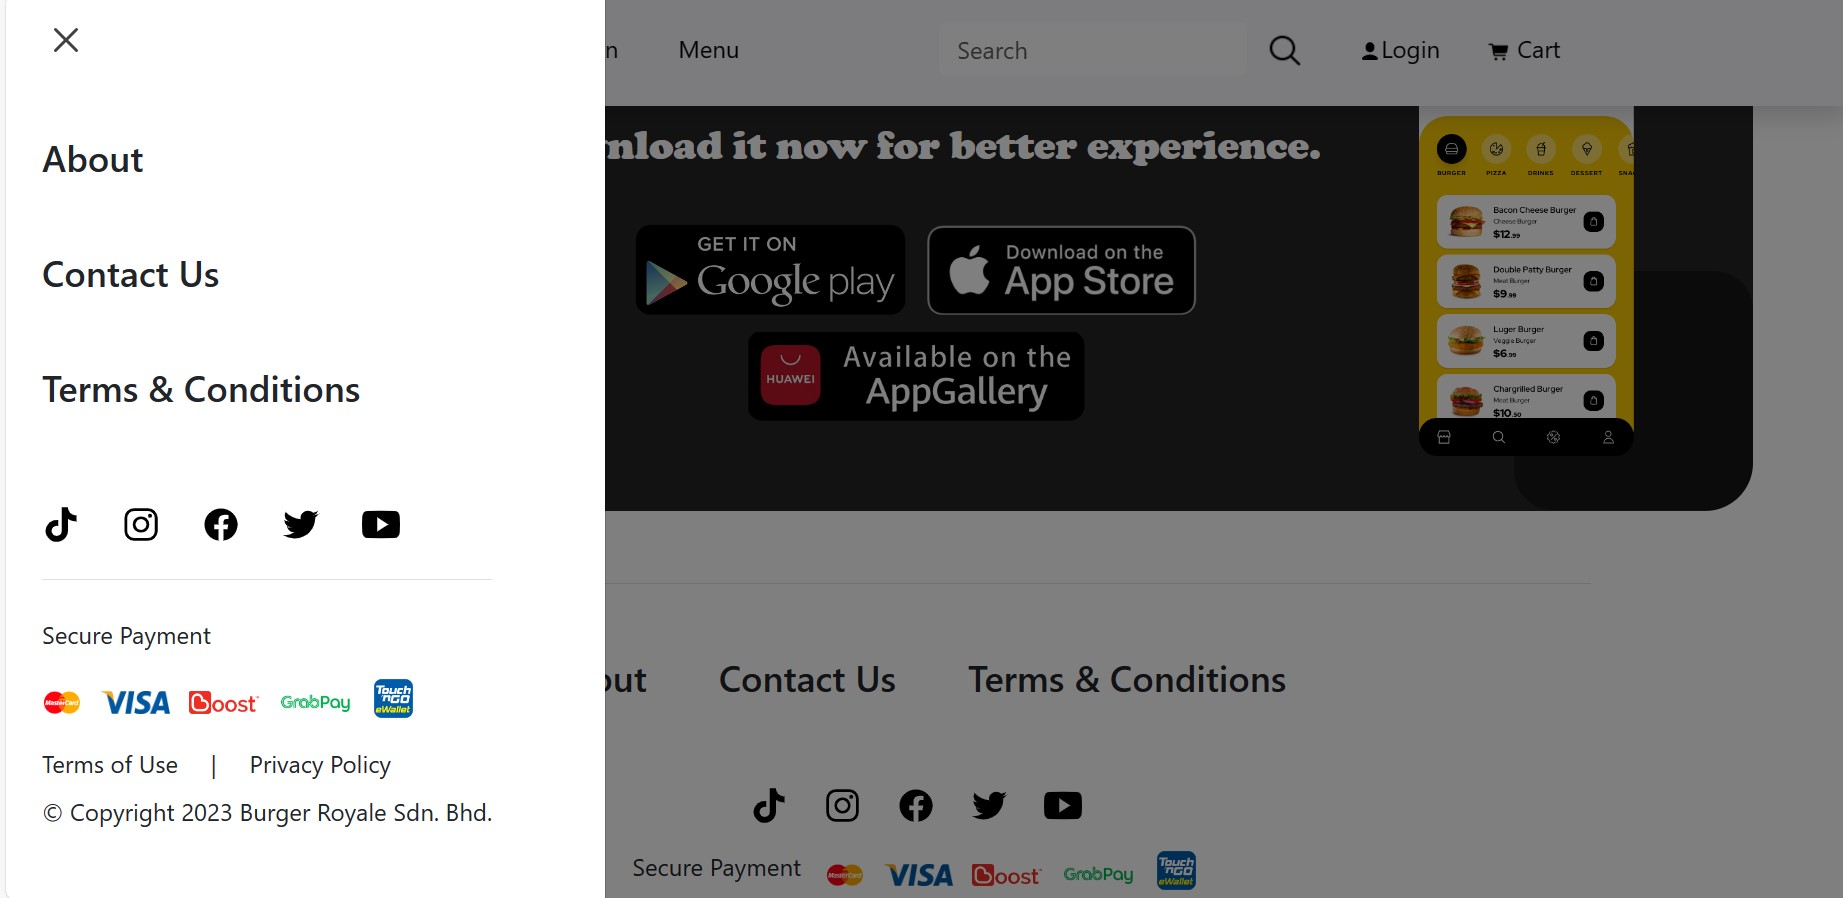 About
Contact Us
Terms & Conditions
Secure Payment
MasterCard VISA Boost GrabPay Touch 'nGO eWallet
Terms of Use | Privacy Policy
© Copyright 2023 Burger Royale Sdn. Bhd.
n Menu Search Login Cart
nload it now for better experience.
GET IT ON
Google play
Download on the
App Store
HUAWEI
Available on the
AppGallery
BURGER PIZZA DRINKS DESSERT SNA
Bacon Cheese Burger
Cheese Burger
$12.99
Double Patty Burger
Meat Burger
$9.99
Luger Burger
Veggie Burger
$6.99
Chargrilled Burger
Meat Burger
$10.50
out Contact Us Terms & Conditions
Secure Payment MasterCard VISA Boost GrabPay Touch 'nGO eWallet